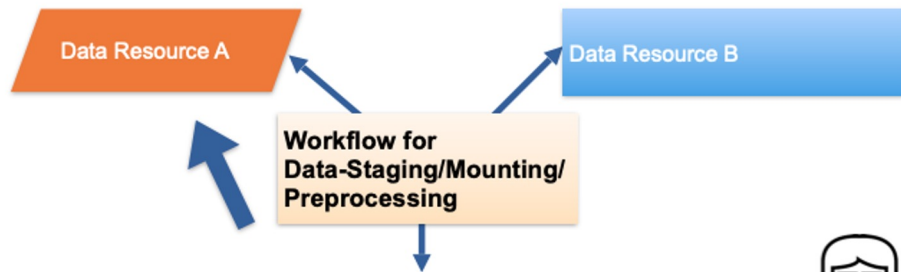 Data Resource A
Data Resource B
Workflow for
Data-Staging/Mounting/
Preprocessing